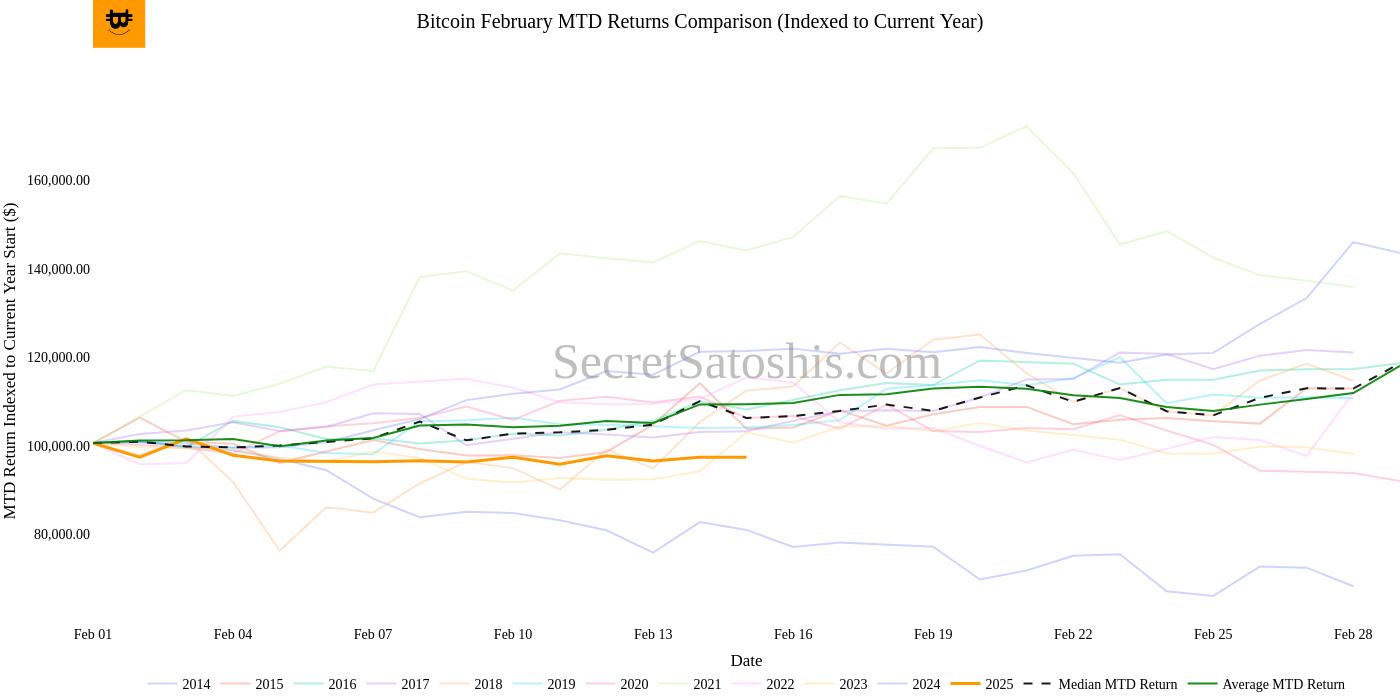 Bitcoin February MTD Returns Comparison (Indexed to Current Year)
MTD Return Indexed to Current Year Start ($)
160,000.00
140,000.00
120,000.00
100,000.00
80,000.00
SecretSatoshis.com
Feb 01 Feb 04 Feb 07 Feb 10 Feb 13 Feb 16 Feb 19 Feb 22 Feb 25 Feb 28
Date
2014 2015 2016 2017 2018 2019 2020 2021 2022 2023 2024 2025 Median MTD Return Average MTD Return